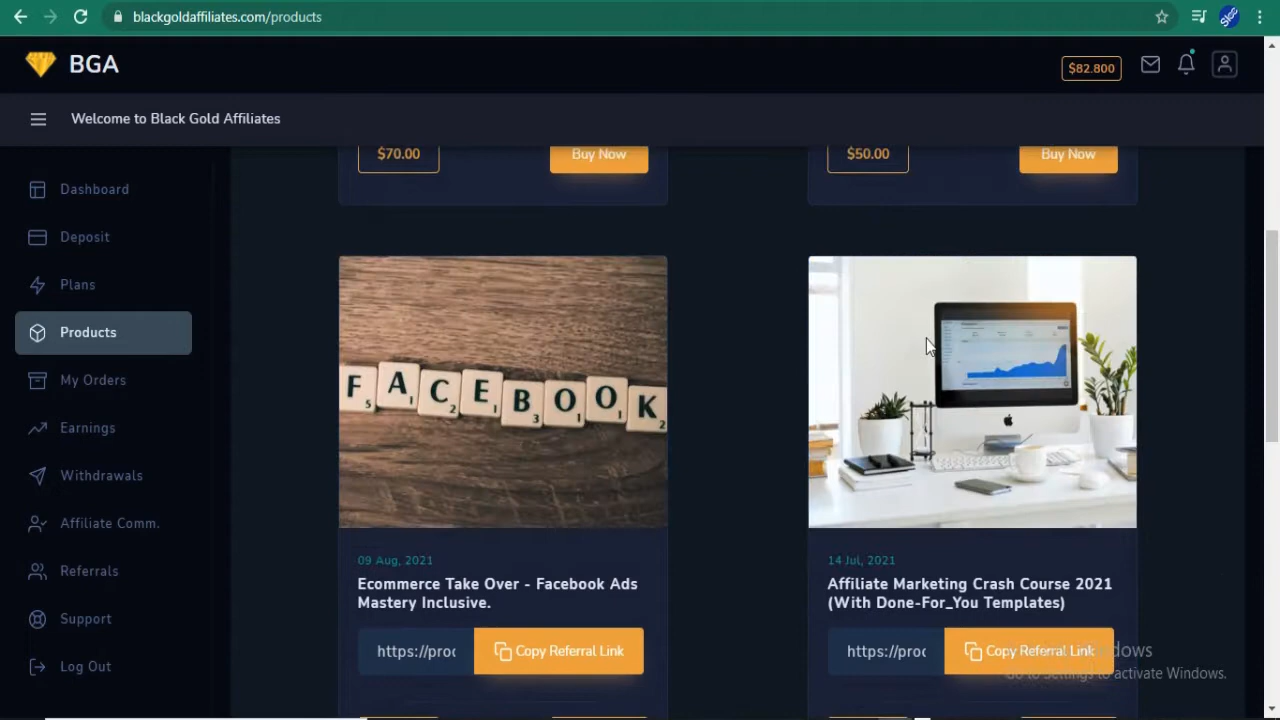 blackgoldaffiliates.com/products
BGA
$82.800
Welcome to Black Gold Affiliates
$70.00
Buy Now
$50.00
Buy Now
Dashboard
Deposit
Plans
Products
My Orders
Earnings
Withdrawals
Affiliate Comm.
Referrals
Support
Log Out
FACEBOOK
09 Aug, 2021
Ecommerce Take Over - Facebook Ads
Mastery Inclusive.
https://proc
Copy Referral Link
14 Jul, 2021
Affiliate Marketing Crash Course 2021
(With Done-For_You Templates)
https://proc
Copy Referral Link
Go to Settings to activate Windows.